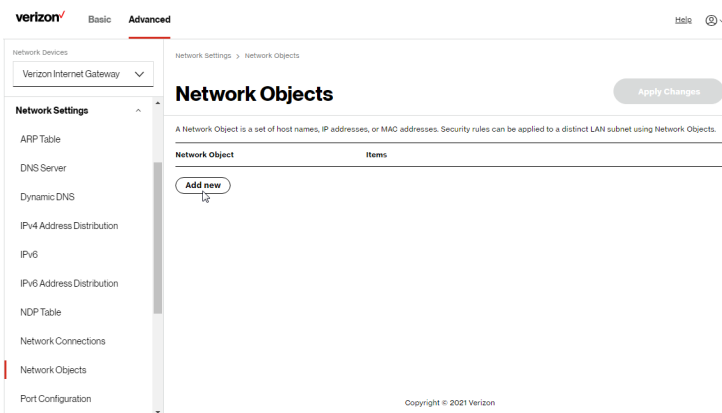 verizon✓
Basic
Advanced
Help
Network Devices
Verizon Internet Gateway
Network Settings
ARP Table
DNS Server
Dynamic DNS
IPv4 Address Distribution
IPv6
IPv6 Address Distribution
NDP Table
Network Connections
Network Objects
Port Configuration
Network Settings > Network Objects
Network Objects
Apply Changes
A Network Object is a set of host names, IP addresses, or MAC addresses. Security rules can be applied to a distinct LAN subnet using Network Objects.
Network Object
Items
Add new
Copyright © 2021 Verizon